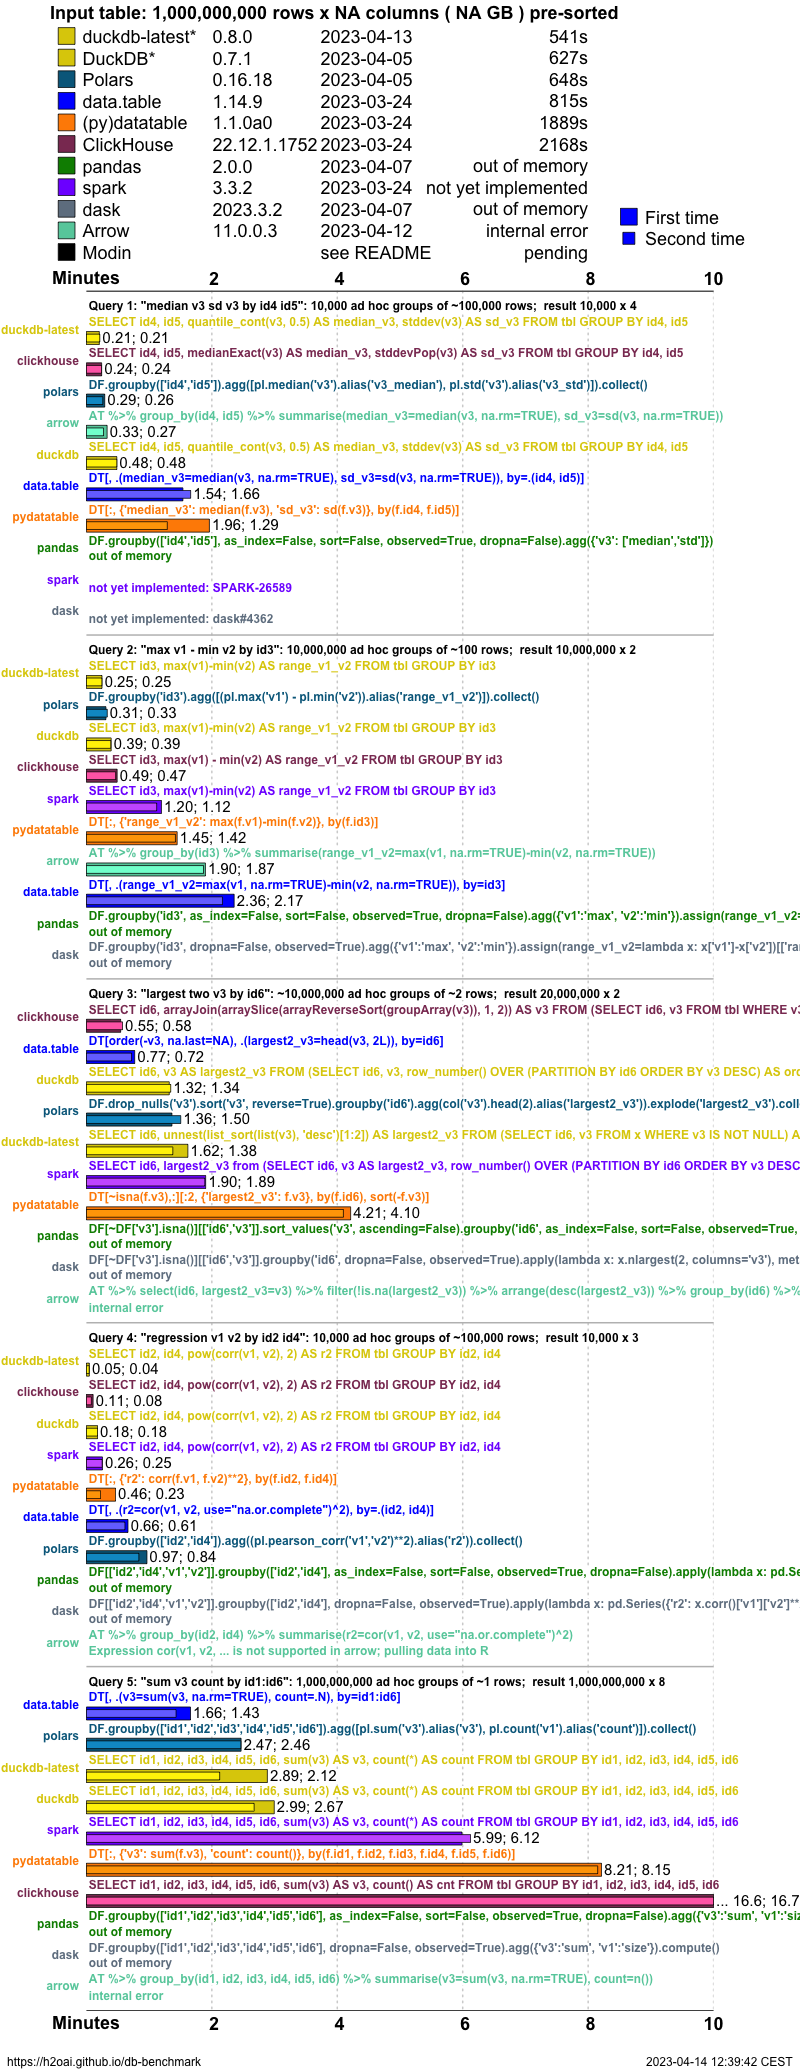 Input table: 1,000,000,000 rows x NA columns ( NA GB ) pre-sorted
duckdb-latest* 0.8.0 2023-04-13 541s
DuckDB* 0.7.1 2023-04-05 627s
Polars 0.16.18 2023-04-05 648s
data.table 1.14.9 2023-03-24 815s
(py)datatable 1.1.0a0 2023-03-24 1889s
ClickHouse 22.12.1.1752 2023-03-24 2168s
pandas 2.0.0 2023-04-07 out of memory
spark 3.3.2 2023-03-24 not yet implemented
dask 2023.3.2 2023-04-07 out of memory
Arrow 11.0.0.3 2023-04-12 internal error
Modin see README pending
First time
Second time
Minutes 2 4 6 8 10
Query 1: "median v3 sd v3 by id4 id5": 10,000 ad hoc groups of ~100,000 rows; result 10,000 x 4
duckdb-latest SELECT id4, id5, quantile_cont(v3, 0.5) AS median_v3, stddev(v3) AS sd_v3 FROM tbl GROUP BY id4, id5
0.21; 0.21
clickhouse SELECT id4, id5, medianExact(v3) AS median_v3, stddevPop(v3) AS sd_v3 FROM tbl GROUP BY id4, id5
0.24; 0.24
polars DF.groupby(['id4','id5']).agg([pl.median('v3').alias('v3_median'), pl.std('v3').alias('v3_std')]).collect()
0.29; 0.26
arrow AT %>% group_by(id4, id5) %>% summarise(median_v3=median(v3, na.rm=TRUE), sd_v3=sd(v3, na.rm=TRUE))
0.33; 0.27
duckdb SELECT id4, id5, quantile_cont(v3, 0.5) AS median_v3, stddev(v3) AS sd_v3 FROM tbl GROUP BY id4, id5
0.48; 0.48
data.table DT[, .(median_v3=median(v3, na.rm=TRUE), sd_v3=sd(v3, na.rm=TRUE)), by=.(id4, id5)]
1.54; 1.66
pydatatable DT[:, {'median_v3': median(f.v3), 'sd_v3': sd(f.v3)}, by(f.id4, f.id5)]
1.96; 1.29
pandas DF.groupby(['id4','id5'], as_index=False, sort=False, observed=True, dropna=False).agg({'v3': ['median','std']})
out of memory
spark not yet implemented: SPARK-26589
dask not yet implemented: dask#4362
Query 2: "max v1 - min v2 by id3": 10,000,000 ad hoc groups of ~100 rows; result 10,000,000 x 2
duckdb-latest SELECT id3, max(v1)-min(v2) AS range_v1_v2 FROM tbl GROUP BY id3
0.25; 0.25
polars DF.groupby('id3').agg([(pl.max('v1') - pl.min('v2')).alias('range_v1_v2')]).collect()
0.31; 0.33
duckdb SELECT id3, max(v1)-min(v2) AS range_v1_v2 FROM tbl GROUP BY id3
0.39; 0.39
clickhouse SELECT id3, max(v1) - min(v2) AS range_v1_v2 FROM tbl GROUP BY id3
0.49; 0.47
spark SELECT id3, max(v1)-min(v2) AS range_v1_v2 FROM tbl GROUP BY id3
1.20; 1.12
pydatatable DT[:, {'range_v1_v2': max(f.v1)-min(f.v2)}, by(f.id3)]
1.45; 1.42
arrow AT %>% group_by(id3) %>% summarise(range_v1_v2=max(v1, na.rm=TRUE)-min(v2, na.rm=TRUE))
1.90; 1.87
data.table DT[, .(range_v1_v2=max(v1, na.rm=TRUE)-min(v2, na.rm=TRUE)), by=id3]
2.36; 2.17
pandas DF.groupby('id3', as_index=False, sort=False, observed=True, dropna=False).agg({'v1':'max', 'v2':'min'}).assign(range_v1_v2=
out of memory
dask DF.groupby('id3', dropna=False, observed=True).agg({'v1':'max', 'v2':'min'}).assign(range_v1_v2=lambda x: x['v1']-x['v2'])[['ra
out of memory
Query 3: "largest two v3 by id6": ~10,000,000 ad hoc groups of ~2 rows; result 20,000,000 x 2
clickhouse SELECT id6, arrayJoin(arraySlice(arrayReverseSort(groupArray(v3)), 1, 2)) AS v3 FROM (SELECT id6, v3 FROM tbl WHERE v3
0.55; 0.58
data.table DT[order(-v3, na.last=NA), .(largest2_v3=head(v3, 2L)), by=id6]
0.77; 0.72
duckdb SELECT id6, v3 AS largest2_v3 FROM (SELECT id6, v3, row_number() OVER (PARTITION BY id6 ORDER BY v3 DESC) AS ord
1.32; 1.34
polars DF.drop_nulls('v3').sort('v3', reverse=True).groupby('id6').agg(col('v3').head(2).alias('largest2_v3')).explode('largest2_v3').coll
1.36; 1.50
duckdb-latest SELECT id6, unnest(list_sort(list(v3), 'desc')[1:2]) AS largest2_v3 FROM (SELECT id6, v3 FROM x WHERE v3 IS NOT NULL) A
1.62; 1.38
spark SELECT id6, largest2_v3 from (SELECT id6, v3 AS largest2_v3, row_number() OVER (PARTITION BY id6 ORDER BY v3 DESC
1.90; 1.89
pydatatable DT[~isna(f.v3),:][:2, {'largest2_v3': f.v3}, by(f.id6), sort(-f.v3)]
4.21; 4.10
pandas DF[~DF['v3'].isna()][['id6','v3']].sort_values('v3', ascending=False).groupby('id6', as_index=False, sort=False, observed=True,
out of memory
dask DF[~DF['v3'].isna()][['id6','v3']].groupby('id6', dropna=False, observed=True).apply(lambda x: x.nlargest(2, columns='v3'), met
out of memory
arrow AT %>% select(id6, largest2_v3=v3) %>% filter(!is.na(largest2_v3)) %>% arrange(desc(largest2_v3)) %>% group_by(id6) %>%
internal error
Query 4: "regression v1 v2 by id2 id4": 10,000 ad hoc groups of ~100,000 rows; result 10,000 x 3
duckdb-latest SELECT id2, id4, pow(corr(v1, v2), 2) AS r2 FROM tbl GROUP BY id2, id4
0.05; 0.04
clickhouse SELECT id2, id4, pow(corr(v1, v2), 2) AS r2 FROM tbl GROUP BY id2, id4
0.11; 0.08
duckdb SELECT id2, id4, pow(corr(v1, v2), 2) AS r2 FROM tbl GROUP BY id2, id4
0.18; 0.18
spark SELECT id2, id4, pow(corr(v1, v2), 2) AS r2 FROM tbl GROUP BY id2, id4
0.26; 0.25
pydatatable DT[:, {'r2': corr(f.v1, f.v2)**2}, by(f.id2, f.id4)]
0.46; 0.23
data.table DT[, .(r2=cor(v1, v2, use="na.or.complete")^2), by=.(id2, id4)]
0.66; 0.61
polars DF.groupby(['id2','id4']).agg((pl.pearson_corr('v1','v2')**2).alias('r2')).collect()
0.97; 0.84
pandas DF[['id2','id4','v1','v2']].groupby(['id2','id4'], as_index=False, sort=False, observed=True, dropna=False).apply(lambda x: pd.Se
out of memory
dask DF[['id2','id4','v1','v2']].groupby(['id2','id4'], dropna=False, observed=True).apply(lambda x: pd.Series({'r2': x.corr()['v1']['v2']**
out of memory
arrow AT %>% group_by(id2, id4) %>% summarise(r2=cor(v1, v2, use="na.or.complete")^2)
Expression cor(v1, v2, ... is not supported in arrow; pulling data into R
Query 5: "sum v3 count by id1:id6": 1,000,000,000 ad hoc groups of ~1 rows; result 1,000,000,000 x 8
data.table DT[, .(v3=sum(v3, na.rm=TRUE), count=.N), by=id1:id6]
1.66; 1.43
polars DF.groupby(['id1','id2','id3','id4','id5','id6']).agg([pl.sum('v3').alias('v3'), pl.count('v1').alias('count')]).collect()
2.47; 2.46
duckdb-latest SELECT id1, id2, id3, id4, id5, id6, sum(v3) AS v3, count(*) AS count FROM tbl GROUP BY id1, id2, id3, id4, id5, id6
2.89; 2.12
duckdb SELECT id1, id2, id3, id4, id5, id6, sum(v3) AS v3, count(*) AS count FROM tbl GROUP BY id1, id2, id3, id4, id5, id6
2.99; 2.67
spark SELECT id1, id2, id3, id4, id5, id6, sum(v3) AS v3, count(*) AS count FROM tbl GROUP BY id1, id2, id3, id4, id5, id6
5.99; 6.12
pydatatable DT[:, {'v3': sum(f.v3), 'count': count()}, by(f.id1, f.id2, f.id3, f.id4, f.id5, f.id6)]
8.21; 8.15
clickhouse SELECT id1, id2, id3, id4, id5, id6, sum(v3) AS v3, count() AS cnt FROM tbl GROUP BY id1, id2, id3, id4, id5, id6
... 16.6; 16.7
pandas DF.groupby(['id1','id2','id3','id4','id5','id6'], as_index=False, sort=False, observed=True, dropna=False).agg({'v3':'sum', 'v1':'siz
out of memory
dask DF.groupby(['id1','id2','id3','id4','id5','id6'], dropna=False, observed=True).agg({'v3':'sum', 'v1':'size'}).compute()
out of memory
arrow AT %>% group_by(id1, id2, id3, id4, id5, id6) %>% summarise(v3=sum(v3, na.rm=TRUE), count=n())
internal error
Minutes 2 4 6 8 10
https://h2oai.github.io/db-benchmark 2023-04-14 12:39:42 CEST